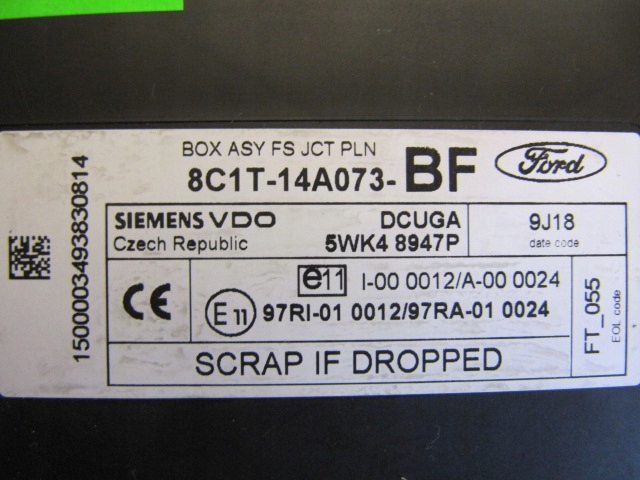 BOX ASY FS JCT PLN
8C1T-14A073-BF
Ford
SIEMENS VDO DCUGA 9J18
Czech Republic 5WK4 8947P date code
e11 I-00 0012/A-00 0024
CE
E11 97RI-01 0012/97RA-01 0024
SCRAP IF DROPPED
FT_055
EOL code
1500003493830814